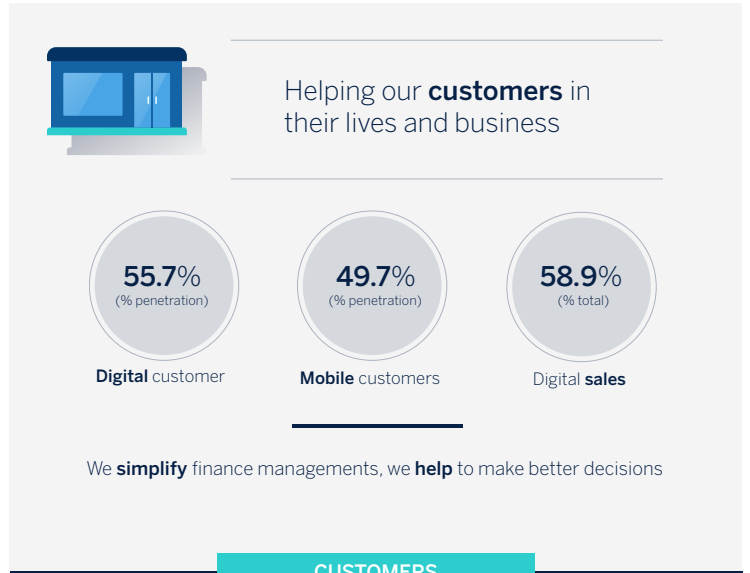 Helping our customers in
their lives and business
55.7%
(% penetration)
Digital customer
49.7%
(% penetration)
Mobile customers
58.9%
(% total)
Digital sales
We simplify finance managements, we help to make better decisions
CUSTOMERS